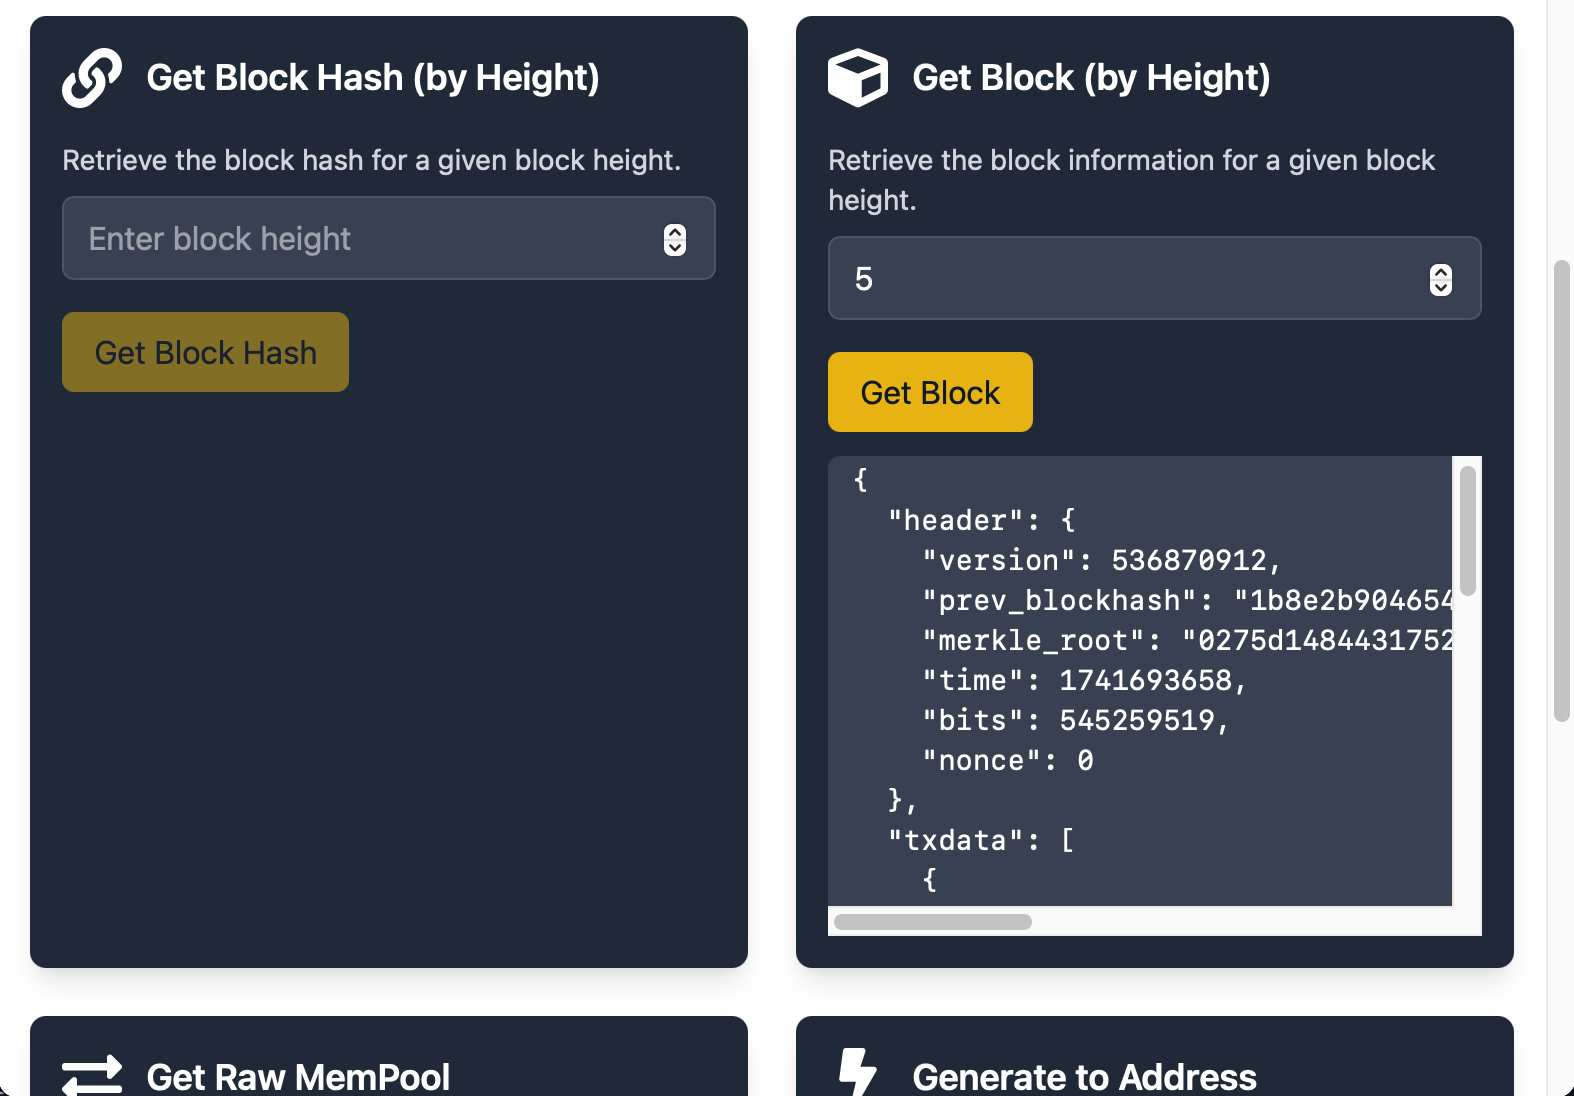 Get Block Hash (by Height)
Retrieve the block hash for a given block height.
Enter block height
Get Block Hash
Get Block (by Height)
Retrieve the block information for a given block
height.
5
Get Block
{
  "header": {
    "version": 536870912,
    "prev_blockhash": "1b8e2b904654
    "merkle_root": "0275d1484431752
    "time": 1741693658,
    "bits": 545259519,
    "nonce": 0
  },
  "txdata": [
    {
Get Raw MemPool
Generate to Address